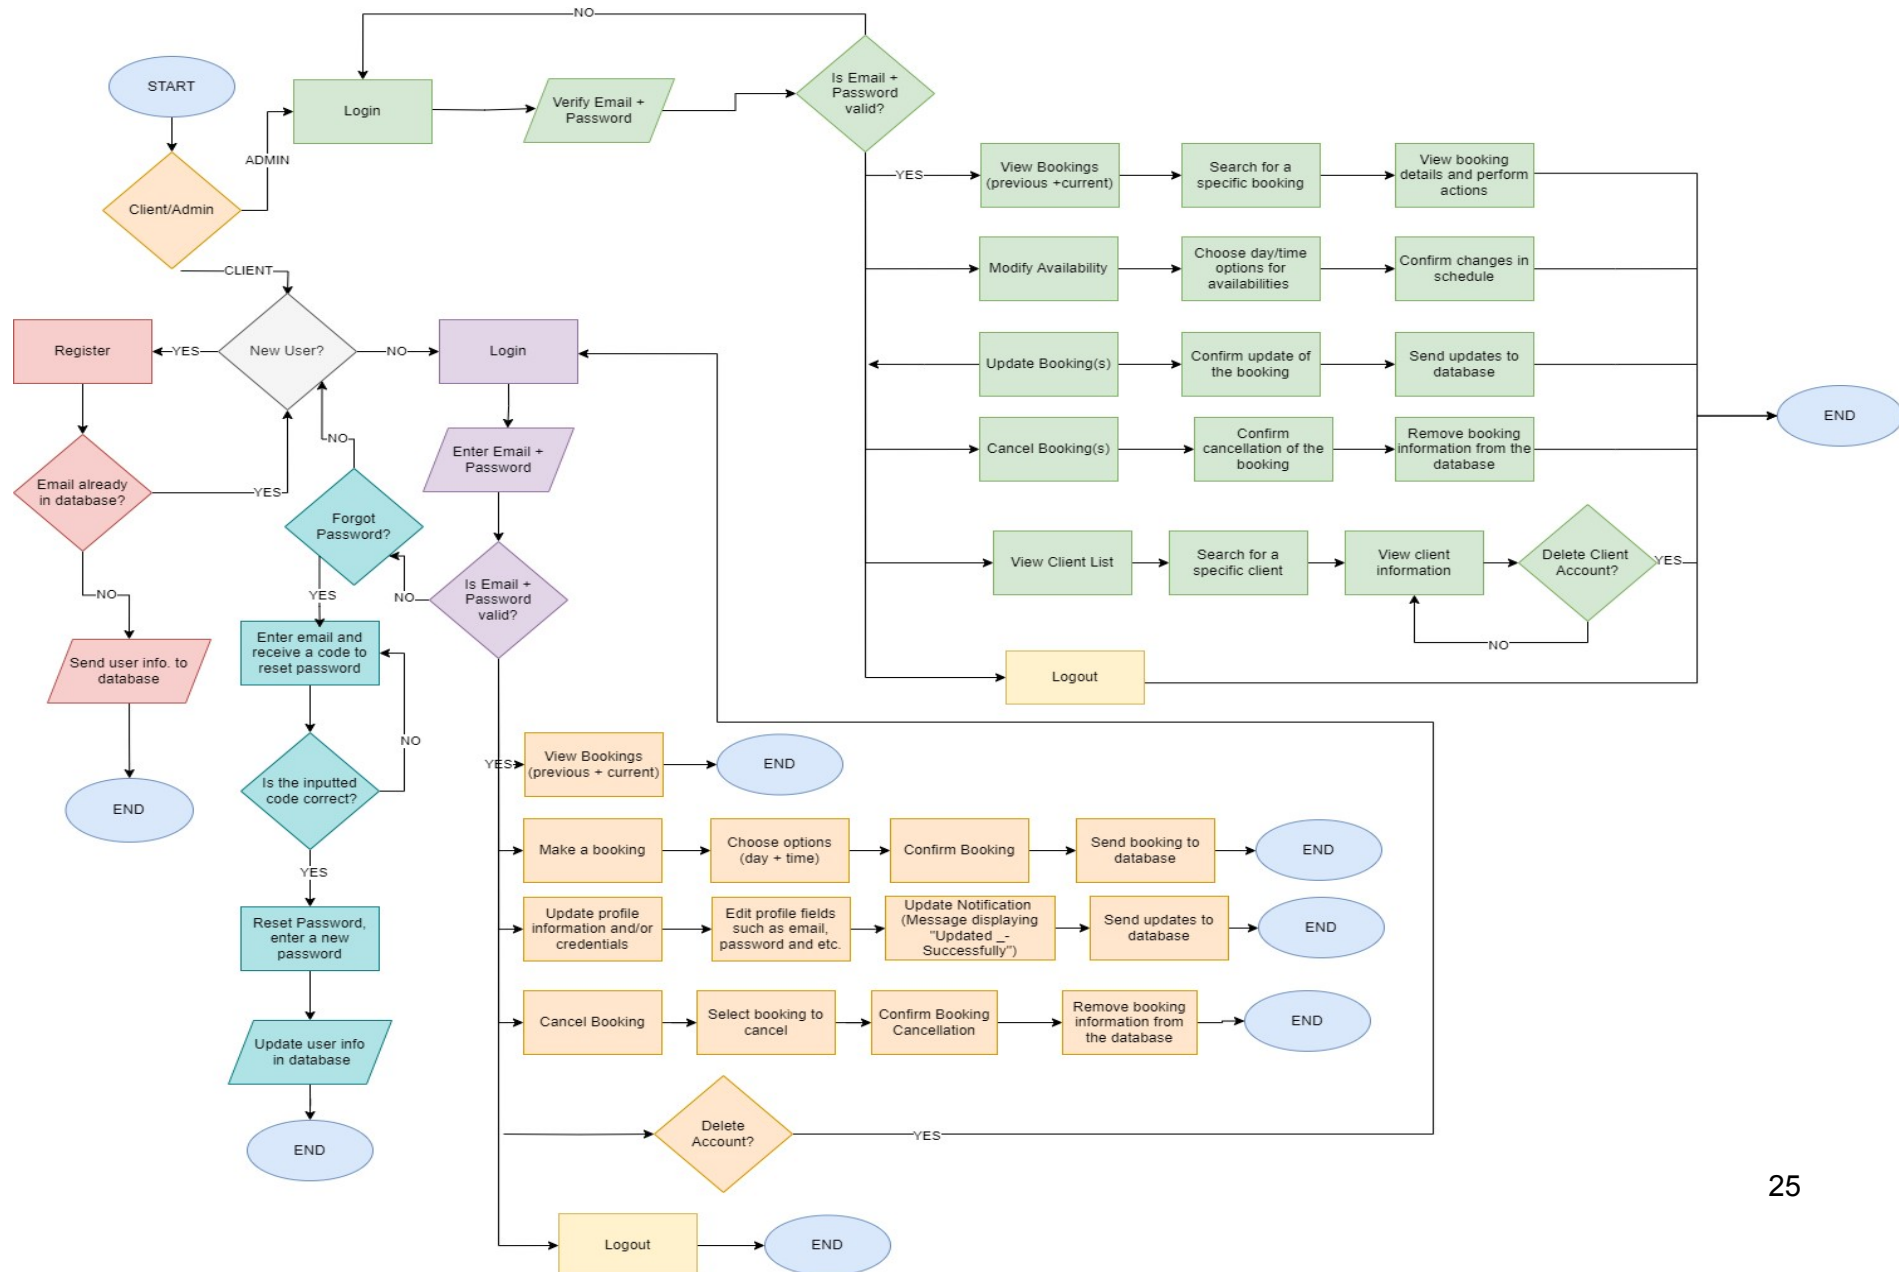 NO
START
Login
Verify Email +
Password
Is Email +
Password
valid?
ADMIN
Client/Admin
YES
View Bookings
(previous +current)
Search for a
specific booking
View booking
details and perform
actions
Modify Availability
Choose day/time
options for
availabilities
Confirm changes in
schedule
Update Booking(s)
Confirm update of
the booking
Send updates to
database
Cancel Booking(s)
Confirm
cancellation of the
booking
Remove booking
information from the
database
END
View Client List
Search for a
specific client
View client
information
Delete Client
Account?
YES
NO
Logout
CLIENT
New User?
YES
Register
NO
Login
Email already
in database?
YES
NO
Send user info. to
database
END
Enter Email +
Password
Is Email +
Password
valid?
NO
Forgot
Password?
NO
YES
Enter email and
receive a code to
reset password
Is the inputted
code correct?
NO
YES
Reset Password,
enter a new
password
Update user info
in database
END
YES
View Bookings
(previous + current)
END
Make a booking
Choose options
(day + time)
Confirm Booking
Send booking to
database
END
Update profile
information and/or
credentials
Edit profile fields
such as email,
password and etc.
Update Notification
(Message displaying
"Updated _-
Successfully")
Send updates to
database
END
Cancel Booking
Select booking to
cancel
Confirm Booking
Cancellation
Remove booking
information from
the database
END
Delete
Account?
YES
Logout
END
25